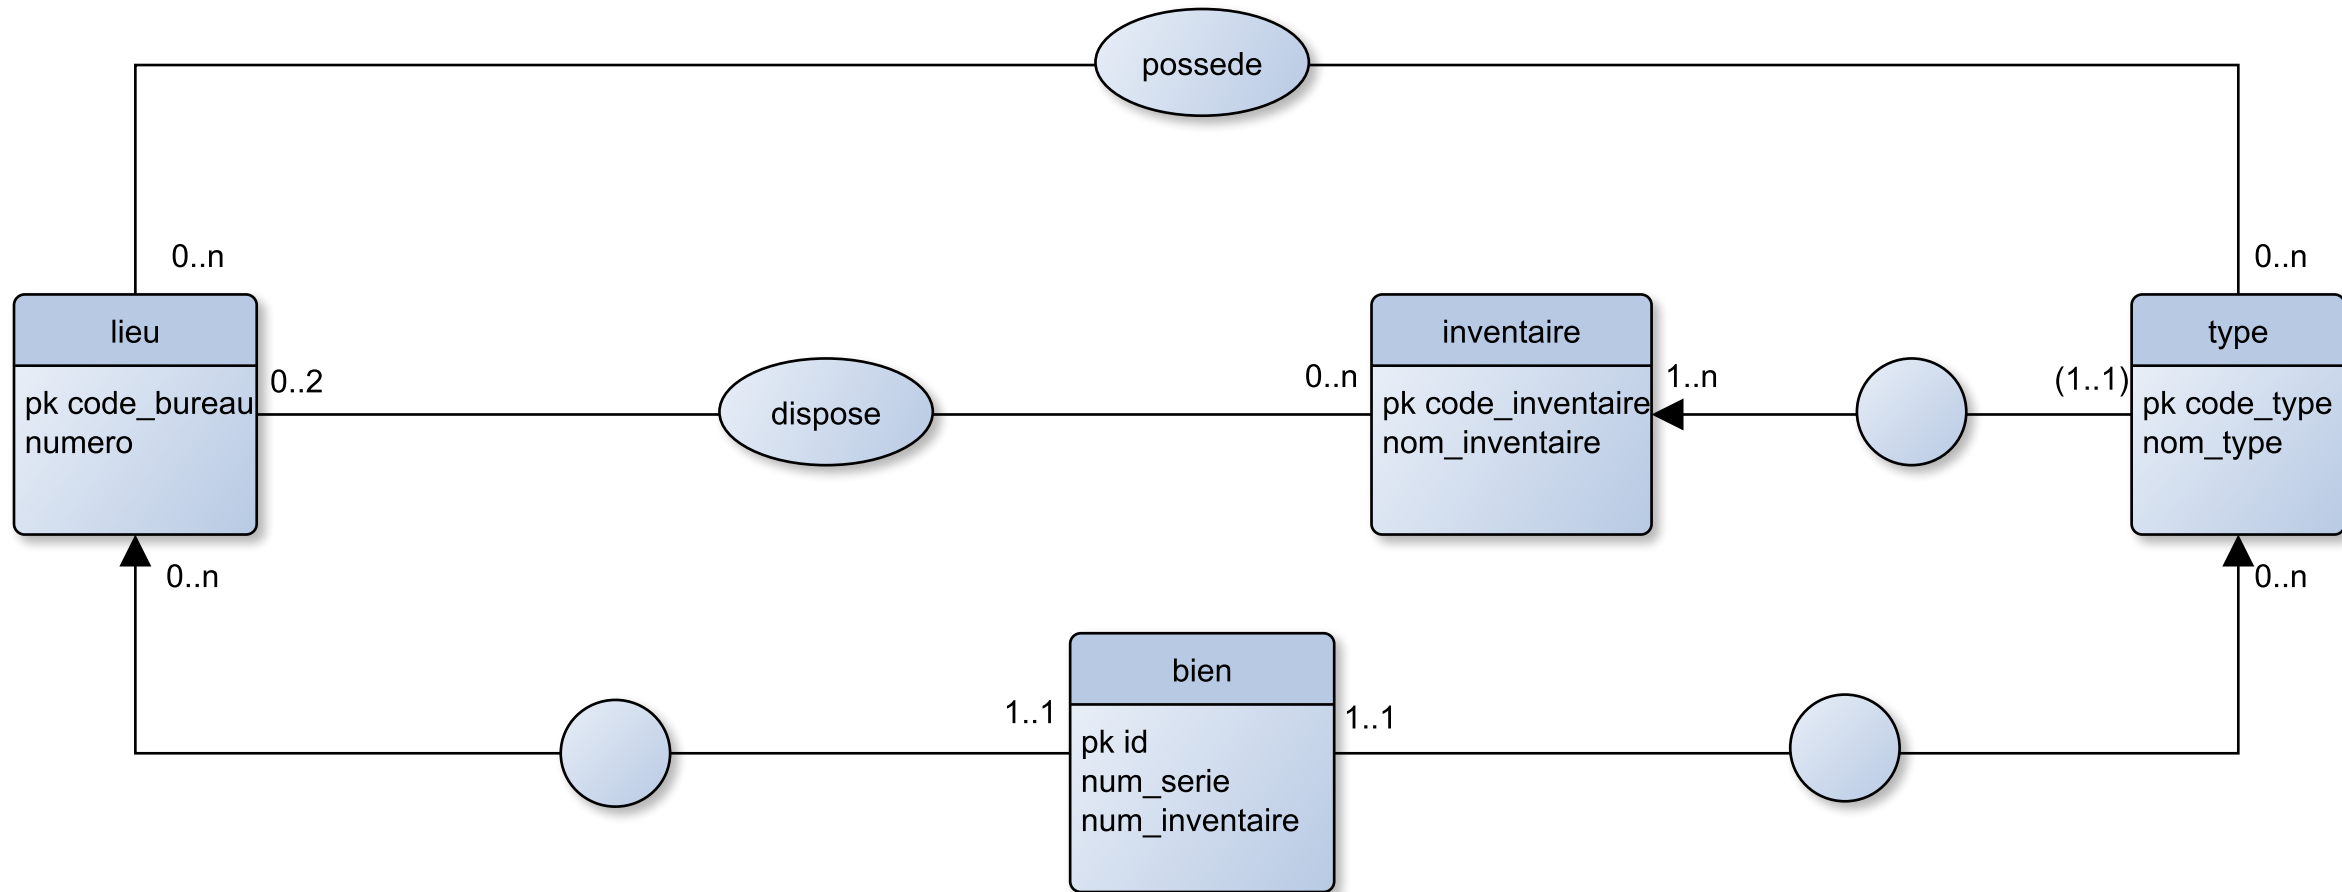 possede
0..n
0..n
lieu
pk code_bureau
numero
0..2
dispose
0..n
inventaire
pk code_inventaire
nom_inventaire
1..n
(1..1)
type
pk code_type
nom_type
0..n
0..n
bien
pk id
num_serie
num_inventaire
1..1
1..1